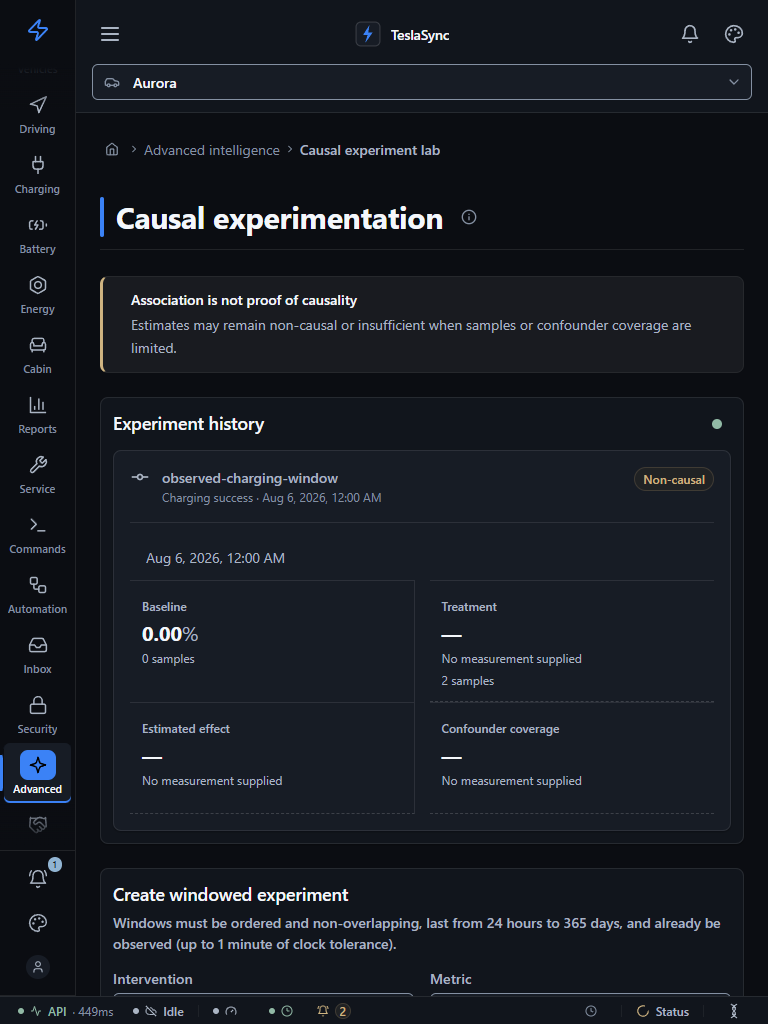 TeslaSync
Aurora
Driving
Charging
Battery
Energy
Cabin
Reports
Service
Commands
Automation
Inbox
Security
Advanced
1
Advanced intelligence
Causal experiment lab
Causal experimentation
Association is not proof of causality
Estimates may remain non-causal or insufficient when samples or confounder coverage are
limited.
Experiment history
observed-charging-window
Charging success · Aug 6, 2026, 12:00 AM
Non-causal
Aug 6, 2026, 12:00 AM
Baseline
0.00%
0 samples
Treatment
—
No measurement supplied
2 samples
Estimated effect
—
No measurement supplied
Confounder coverage
—
No measurement supplied
Create windowed experiment
Windows must be ordered and non-overlapping, last from 24 hours to 365 days, and already be
observed (up to 1 minute of clock tolerance).
Intervention
Metric
API · 449ms
Idle
2
Status